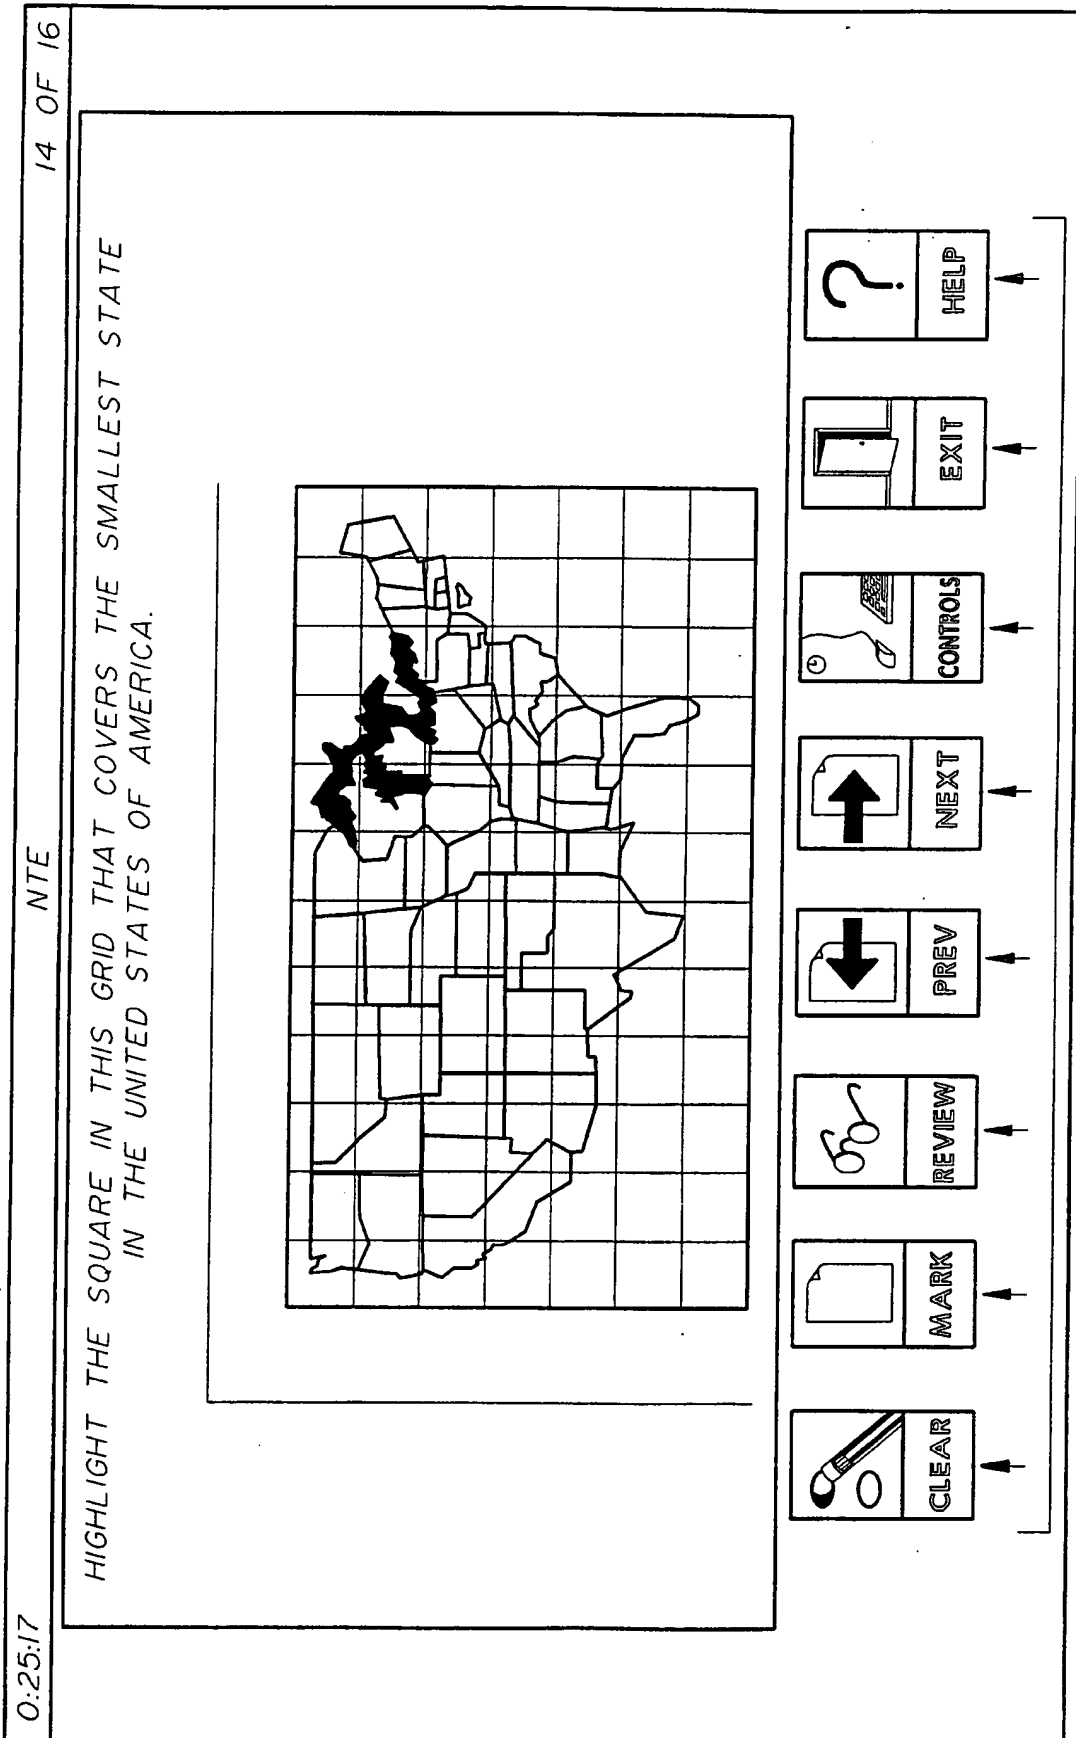 0:25:17 NTE 14 OF 16
HIGHLIGHT THE SQUARE IN THIS GRID THAT COVERS THE SMALLEST STATE
IN THE UNITED STATES OF AMERICA.
CLEAR MARK REVIEW PREV NEXT CONTROLS EXIT HELP